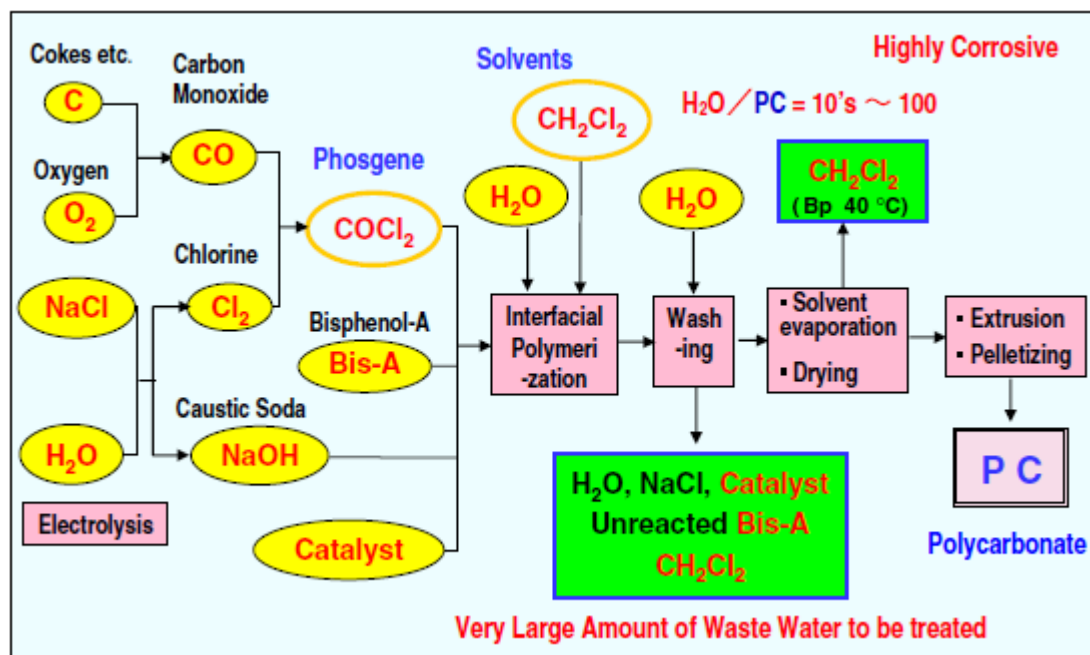 Cokes etc.
C
Oxygen
O₂
Carbon
Monoxide
CO
Phosgene
COCl₂
Chlorine
Cl₂
NaCl
H₂O
Electrolysis
Caustic Soda
NaOH
Bisphenol-A
Bis-A
Catalyst
Solvents
CH₂Cl₂
H₂O
H₂O
Highly Corrosive
H₂O／PC = 10's ～ 100
CH₂Cl₂
( Bp 40 °C)
Interfacial
Polymeri
-zation
Wash
-ing
▪ Solvent
evaporation
▪ Drying
▪ Extrusion
▪ Pelletizing
P C
Polycarbonate
H₂O, NaCl, Catalyst
Unreacted Bis-A
CH₂Cl₂
Very Large Amount of Waste Water to be treated